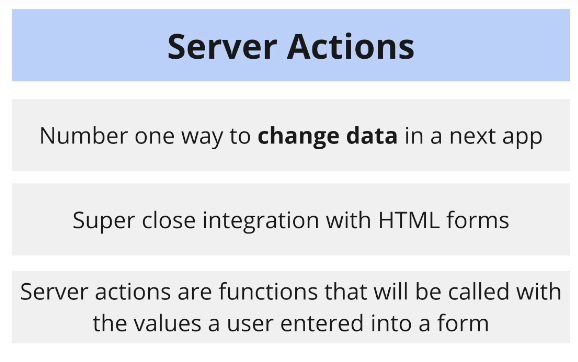 Server Actions
Number one way to change data in a next app
Super close integration with HTML forms
Server actions are functions that will be called with
the values a user entered into a form